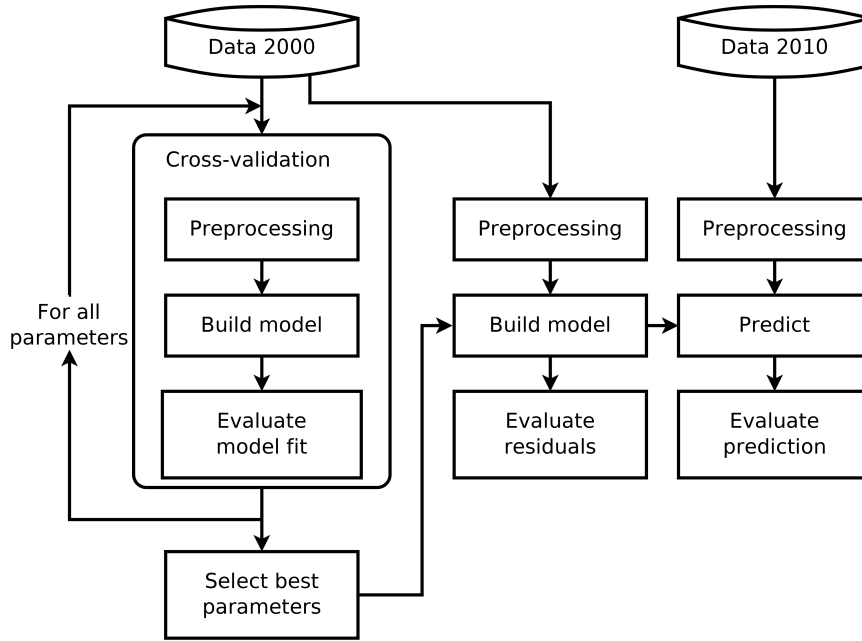 Data 2000
Data 2010
Cross-validation
Preprocessing
Preprocessing
Preprocessing
For all
parameters
Build model
Build model
Predict
Evaluate
model fit
Evaluate
residuals
Evaluate
prediction
Select best
parameters